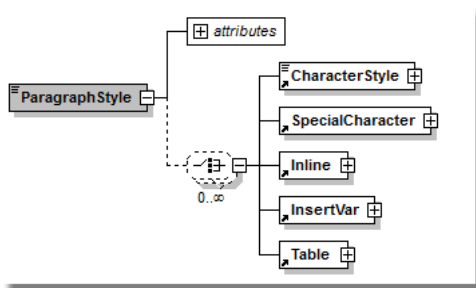 attributes
ParagraphStyle
CharacterStyle
SpecialCharacter
Inline
0..∞
InsertVar
Table